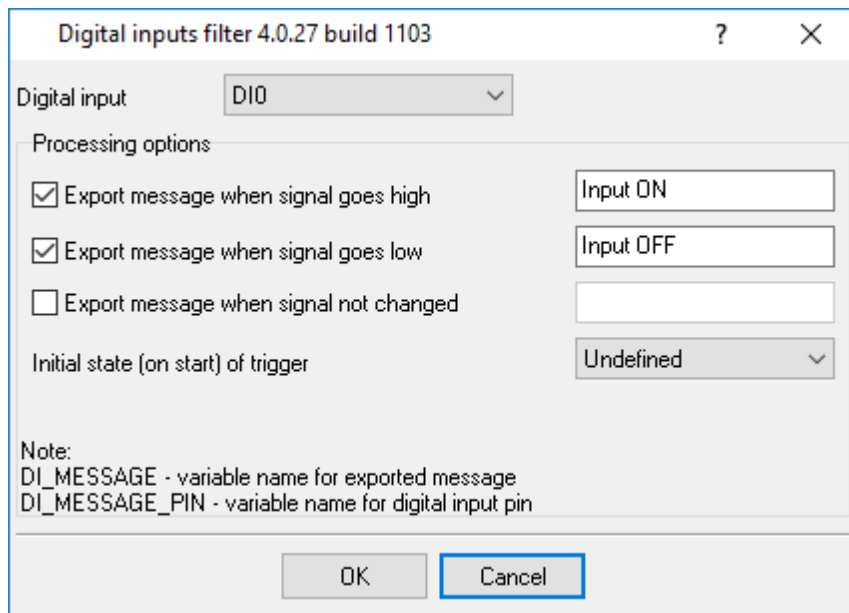 Digital inputs filter 4.0.27 build 1103 ?
Digital input DI0
Processing options
Export message when signal goes high Input ON
Export message when signal goes low Input OFF
Export message when signal not changed
Initial state (on start) of trigger Undefined
Note:
DI_MESSAGE - variable name for exported message
DI_MESSAGE_PIN - variable name for digital input pin
OK Cancel